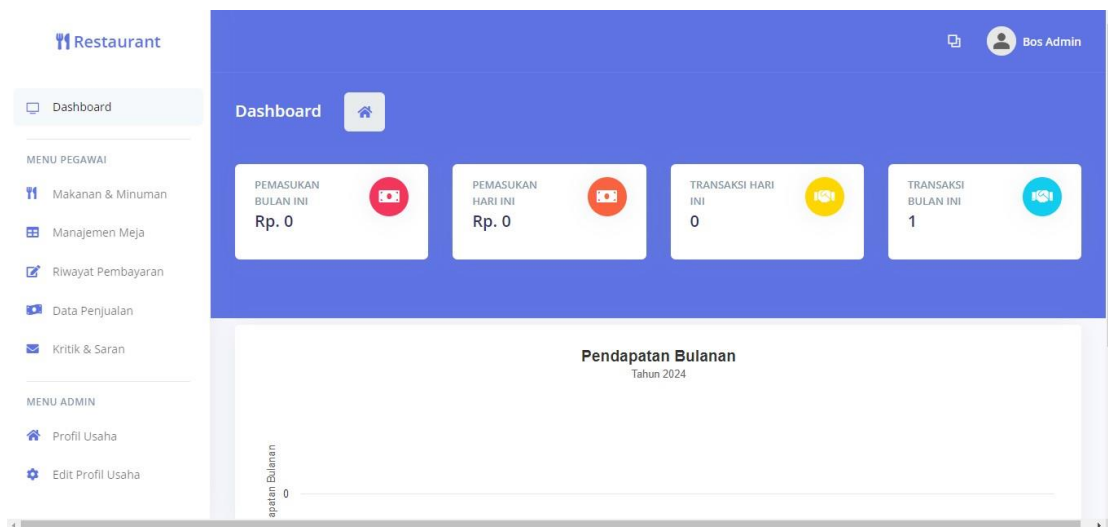 Restaurant
Bos Admin
Dashboard
MENU PEGAWAI
Makanan & Minuman
Manajemen Meja
Riwayat Pembayaran
Data Penjualan
Kritik & Saran
MENU ADMIN
Profil Usaha
Edit Profil Usaha
Dashboard
PEMASUKAN
BULAN INI
Rp. 0
PEMASUKAN
HARI INI
Rp. 0
TRANSAKSI HARI
INI
0
TRANSAKSI
BULAN INI
1
Pendapatan Bulanan
Tahun 2024
apatan Bulanan
0